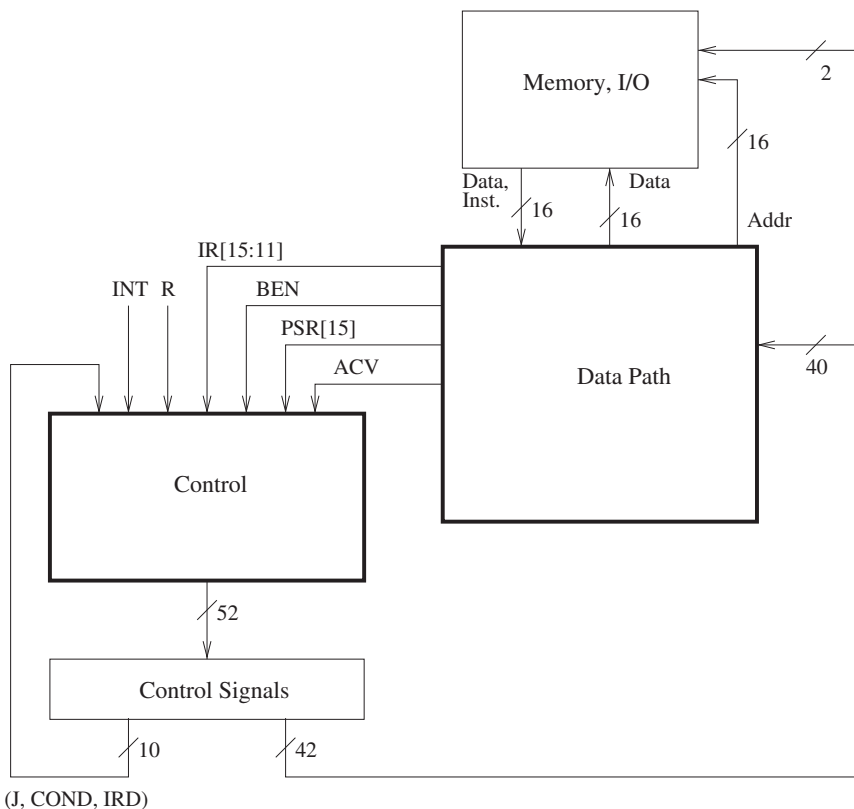 Memory, I/O
2
16
Data,
Inst.
16
16
Data
Addr
IR[15:11]
INT R
BEN
PSR[15]
ACV
Data Path
40
Control
52
Control Signals
10
42
(J, COND, IRD)